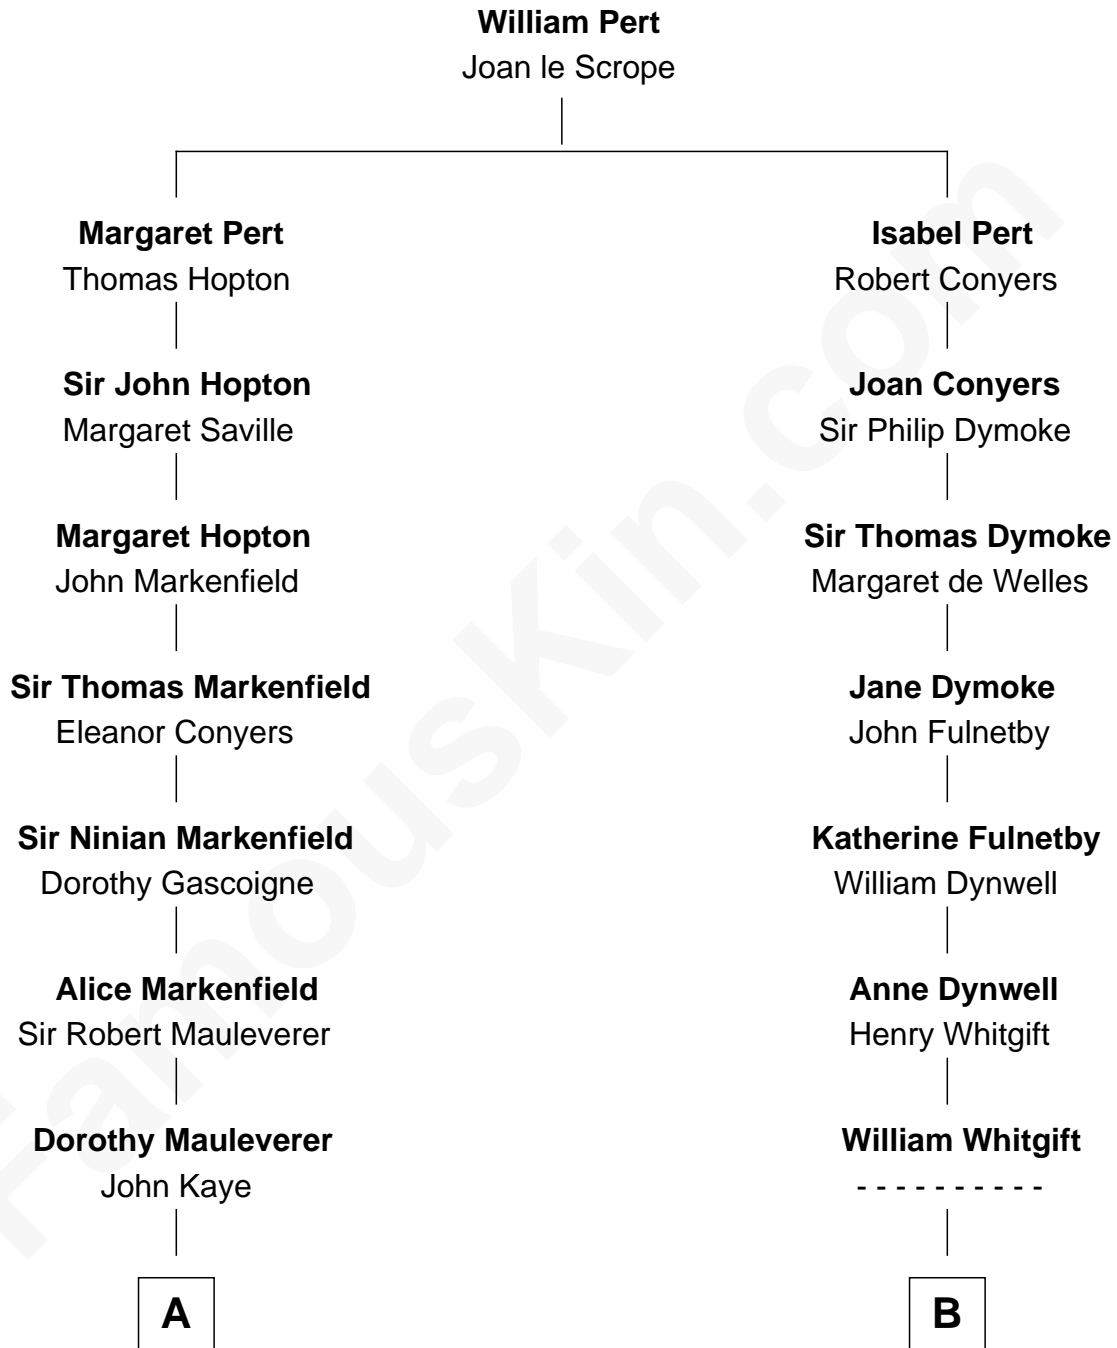 William Pert
Joan le Scrope
Margaret Pert
Thomas Hopton
Isabel Pert
Robert Conyers
Sir John Hopton
Margaret Saville
Joan Conyers
Sir Philip Dymoke
Margaret Hopton
John Markenfield
Sir Thomas Dymoke
Margaret de Welles
Sir Thomas Markenfield
Eleanor Conyers
Jane Dymoke
John Fulnetby
Sir Ninian Markenfield
Dorothy Gascoigne
Katherine Fulnetby
William Dynwell
Alice Markenfield
Sir Robert Mauleverer
Anne Dynwell
Henry Whitgift
Dorothy Mauleverer
John Kaye
William Whitgift
- - - - - - - - - -
A
B
FamousKin.com